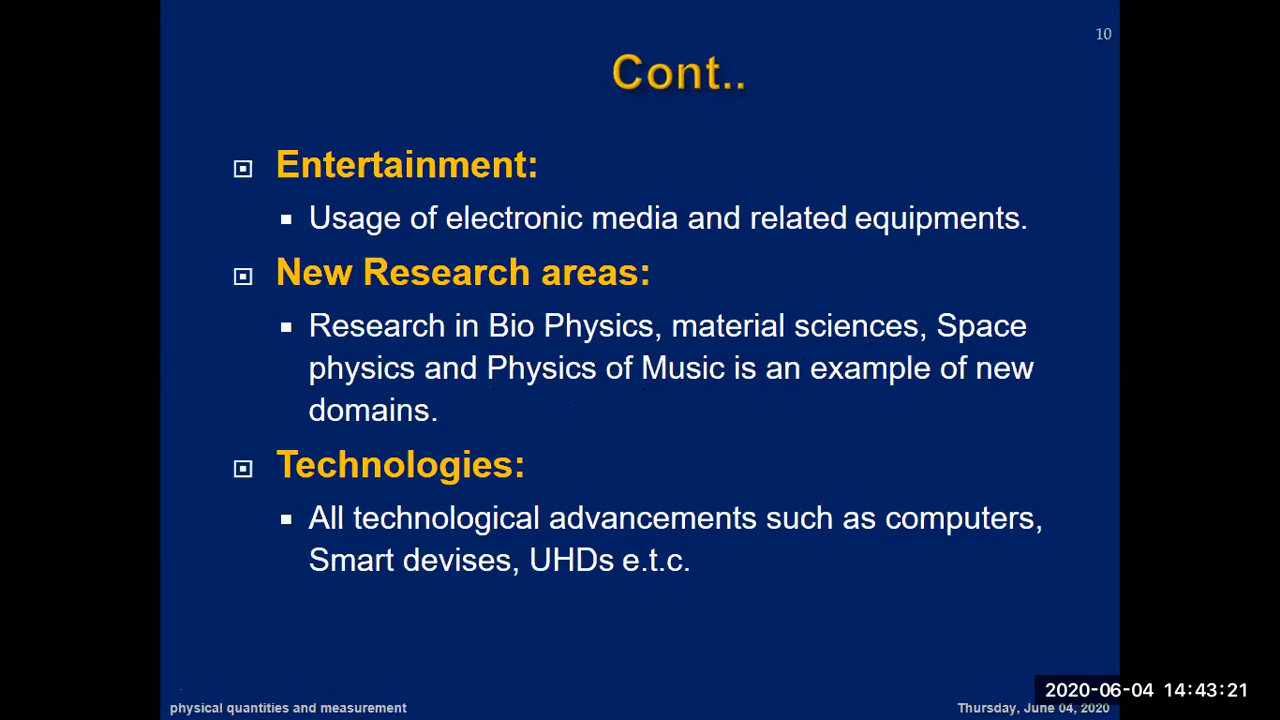 10
Cont..
Entertainment:
Usage of electronic media and related equipments.
New Research areas:
Research in Bio Physics, material sciences, Space
physics and Physics of Music is an example of new
domains.
Technologies:
All technological advancements such as computers,
Smart devises, UHDs e.t.c.
2020-06-04 14:43:21
physical quantities and measurement
Thursday, June 04, 2020